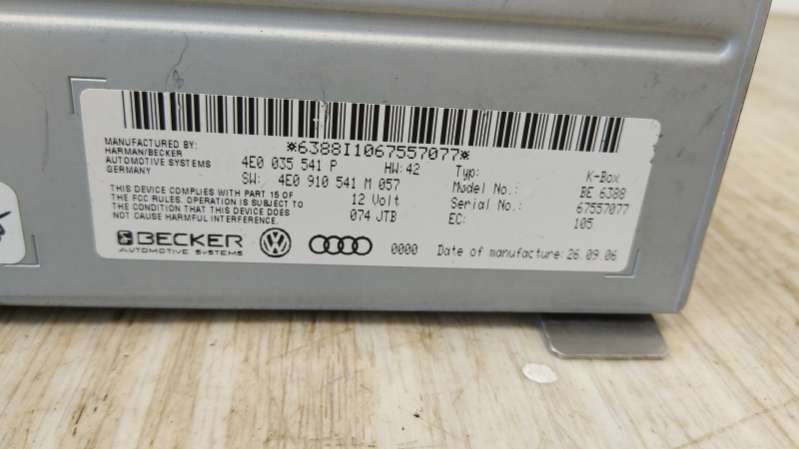 *6388I1067557077*
MANUFACTURED BY:
HARMAN/BECKER
AUTOMOTIVE SYSTEMS
GERMANY
4E0 035 541 P HW: 42
SW: 4E0 910 541 M 057
12 Volt
074 JTB
Typ: K-Box
Model No.: BE 6388
Serial No.: 67557077
EC: 105
THIS DEVICE COMPLIES WITH PART 15 OF
THE FCC RULES. OPERATION IS SUBJECT TO
THE CONDITION THAT THIS DEVICE DOES
NOT CAUSE HARMFUL INTERFERENCE.
BECKER
AUTOMOTIVE SYSTEMS
0000 Date of manufacture: 26.09.06